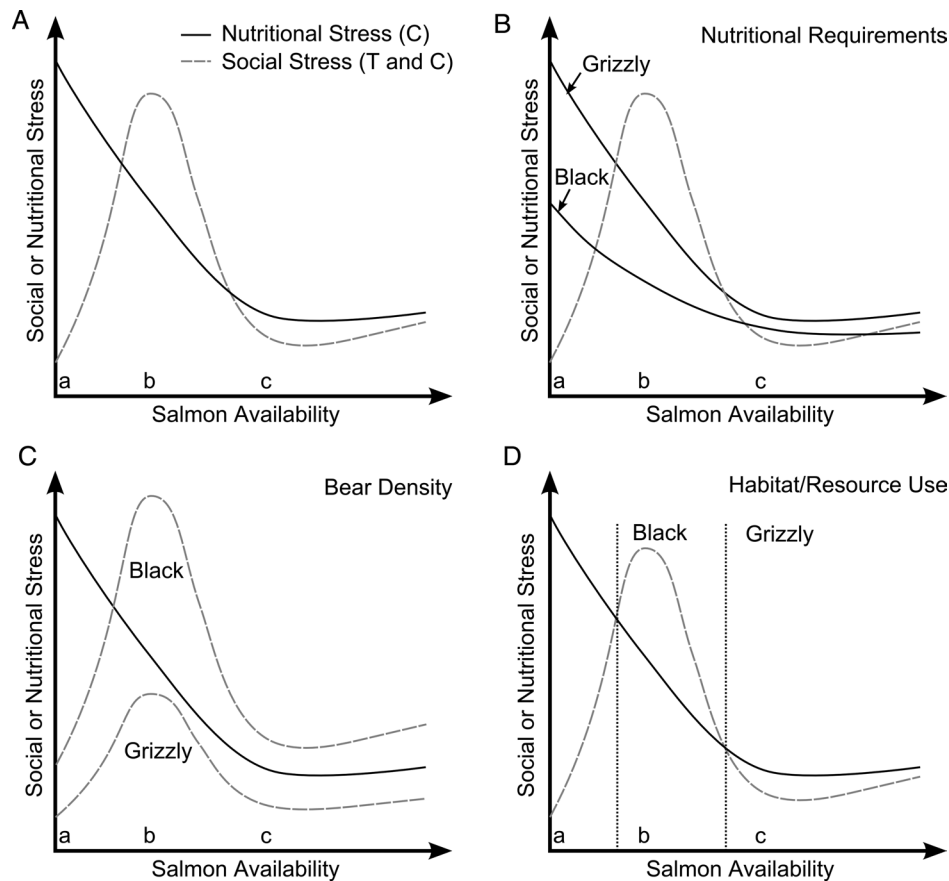 A
Nutritional Stress (C)
Social Stress (T and C)
Social or Nutritional Stress
a b c
Salmon Availability
B
Nutritional Requirements
Grizzly
Black
Social or Nutritional Stress
a b c
Salmon Availability
C
Bear Density
Black
Grizzly
Social or Nutritional Stress
a b c
Salmon Availability
D
Habitat/Resource Use
Black Grizzly
Social or Nutritional Stress
a b c
Salmon Availability